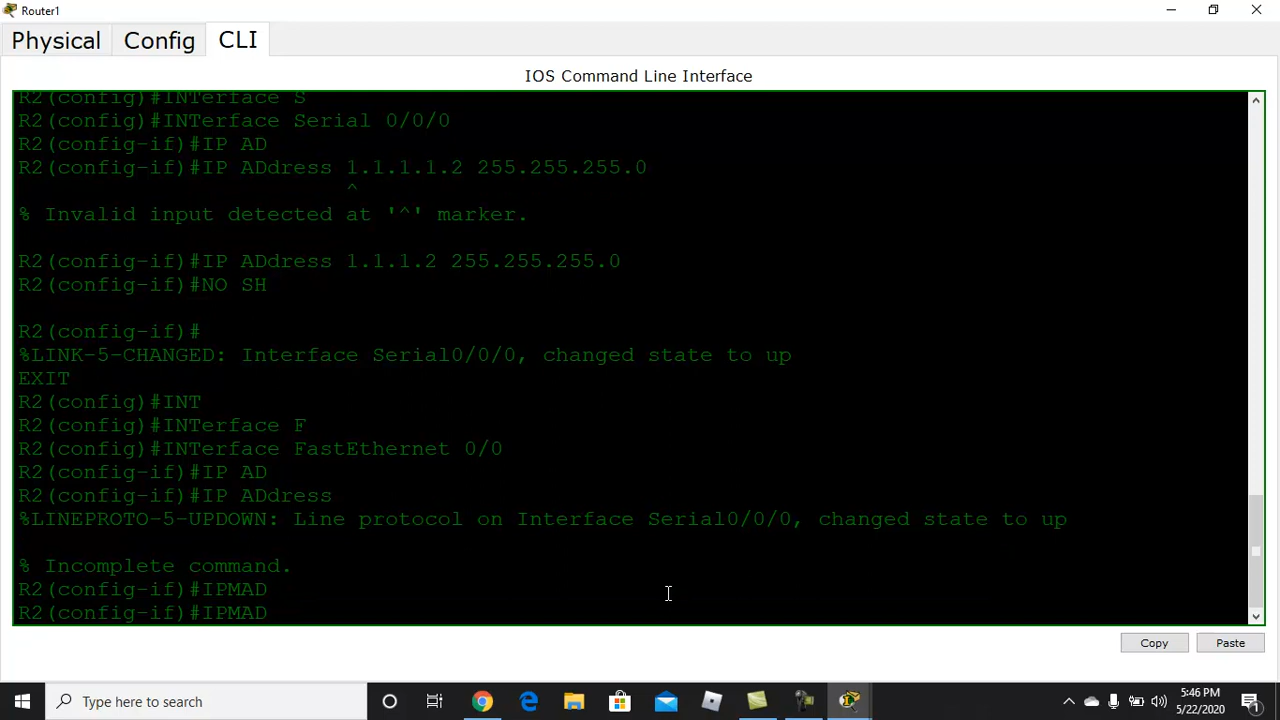 Router1
Physical Config CLI
IOS Command Line Interface
R2(config)#INTerface S
R2(config)#INTerface Serial 0/0/0
R2(config-if)#IP AD
R2(config-if)#IP ADdress 1.1.1.1.2 255.255.255.0
^
% Invalid input detected at '^' marker.
R2(config-if)#IP ADdress 1.1.1.2 255.255.255.0
R2(config-if)#NO SH
R2(config-if)#
%LINK-5-CHANGED: Interface Serial0/0/0, changed state to up
EXIT
R2(config)#INT
R2(config)#INTerface F
R2(config)#INTerface FastEthernet 0/0
R2(config-if)#IP AD
R2(config-if)#IP ADdress
%LINEPROTO-5-UPDOWN: Line protocol on Interface Serial0/0/0, changed state to up
% Incomplete command.
R2(config-if)#IPMAD
R2(config-if)#IPMAD
Copy Paste
Type here to search
5:46 PM
5/22/2020
1